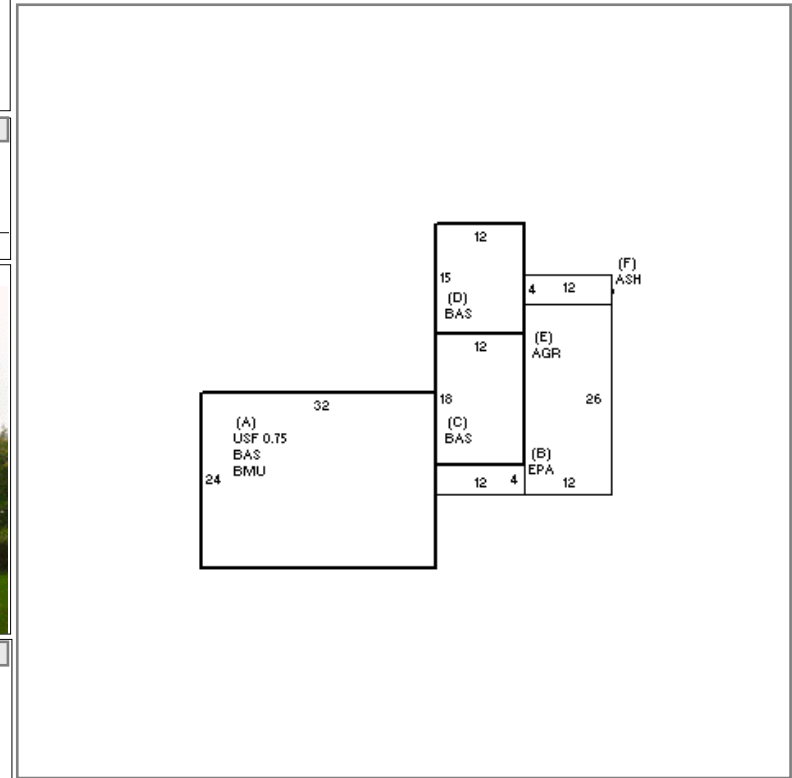 12
15
(D)
BAS
4 12
(F)
ASH
12
(E)
AGR
18
(C)
BAS
26
32
(A)
USF 0.75
BAS
BMU
24
(B)
EPA
12 4
12